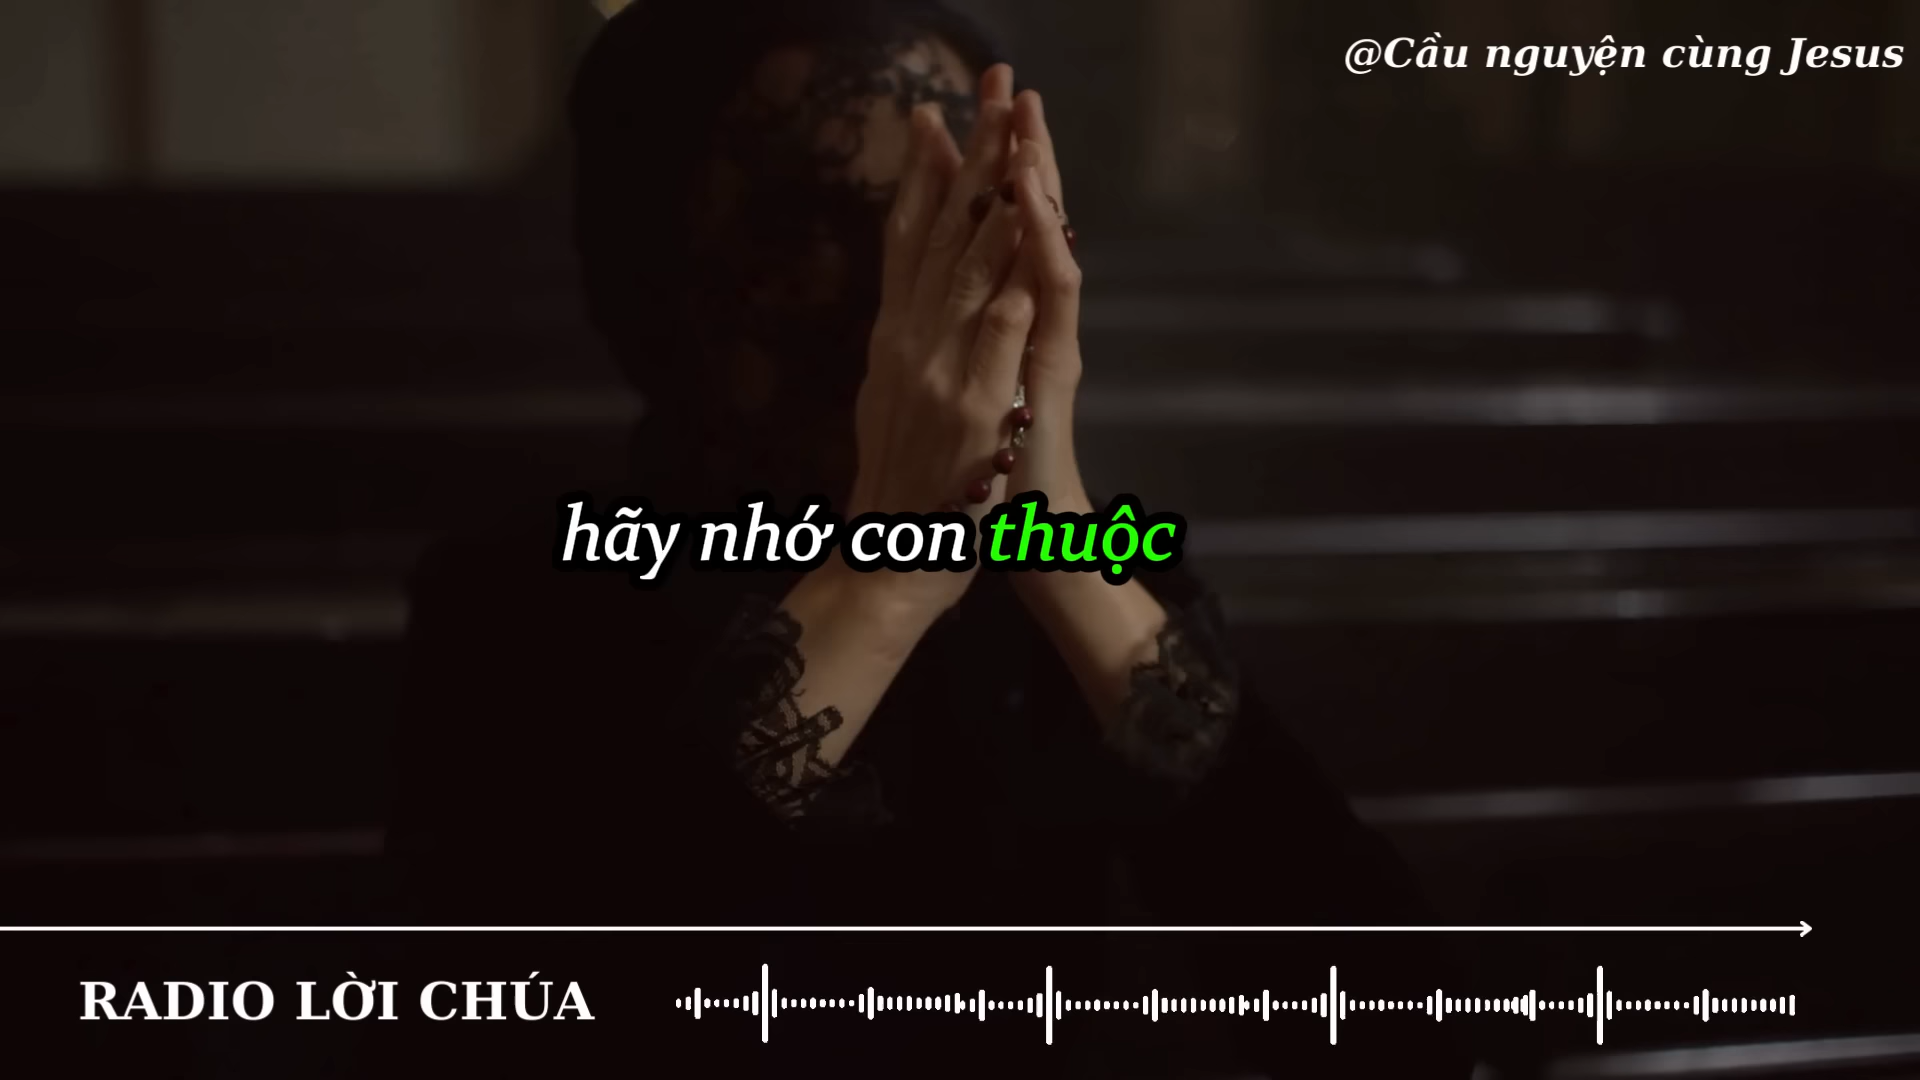 @Cầu nguyện cùng Jesus
hãy nhớ con thuộc
RADIO LỜI CHÚA